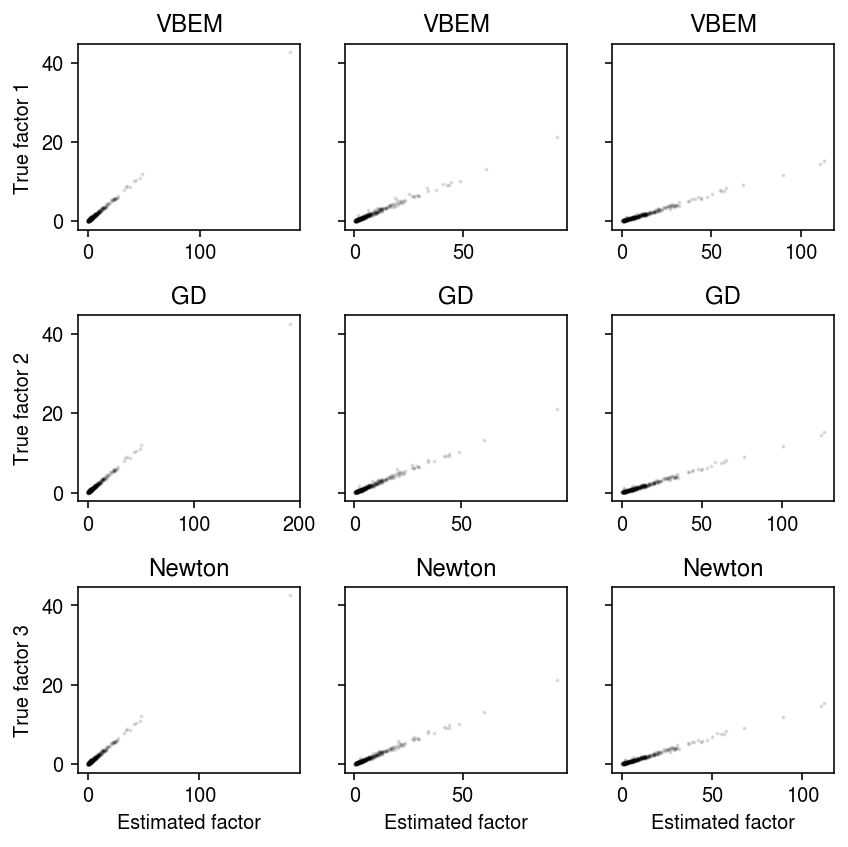 VBEM VBEM VBEM
True factor 1
40
20
0
0 100 0 50 0 50 100
GD GD GD
True factor 2
40
20
0
0 100 200 0 50 0 50 100
Newton Newton Newton
True factor 3
40
20
0
0 100 0 50 0 50 100
Estimated factor Estimated factor Estimated factor